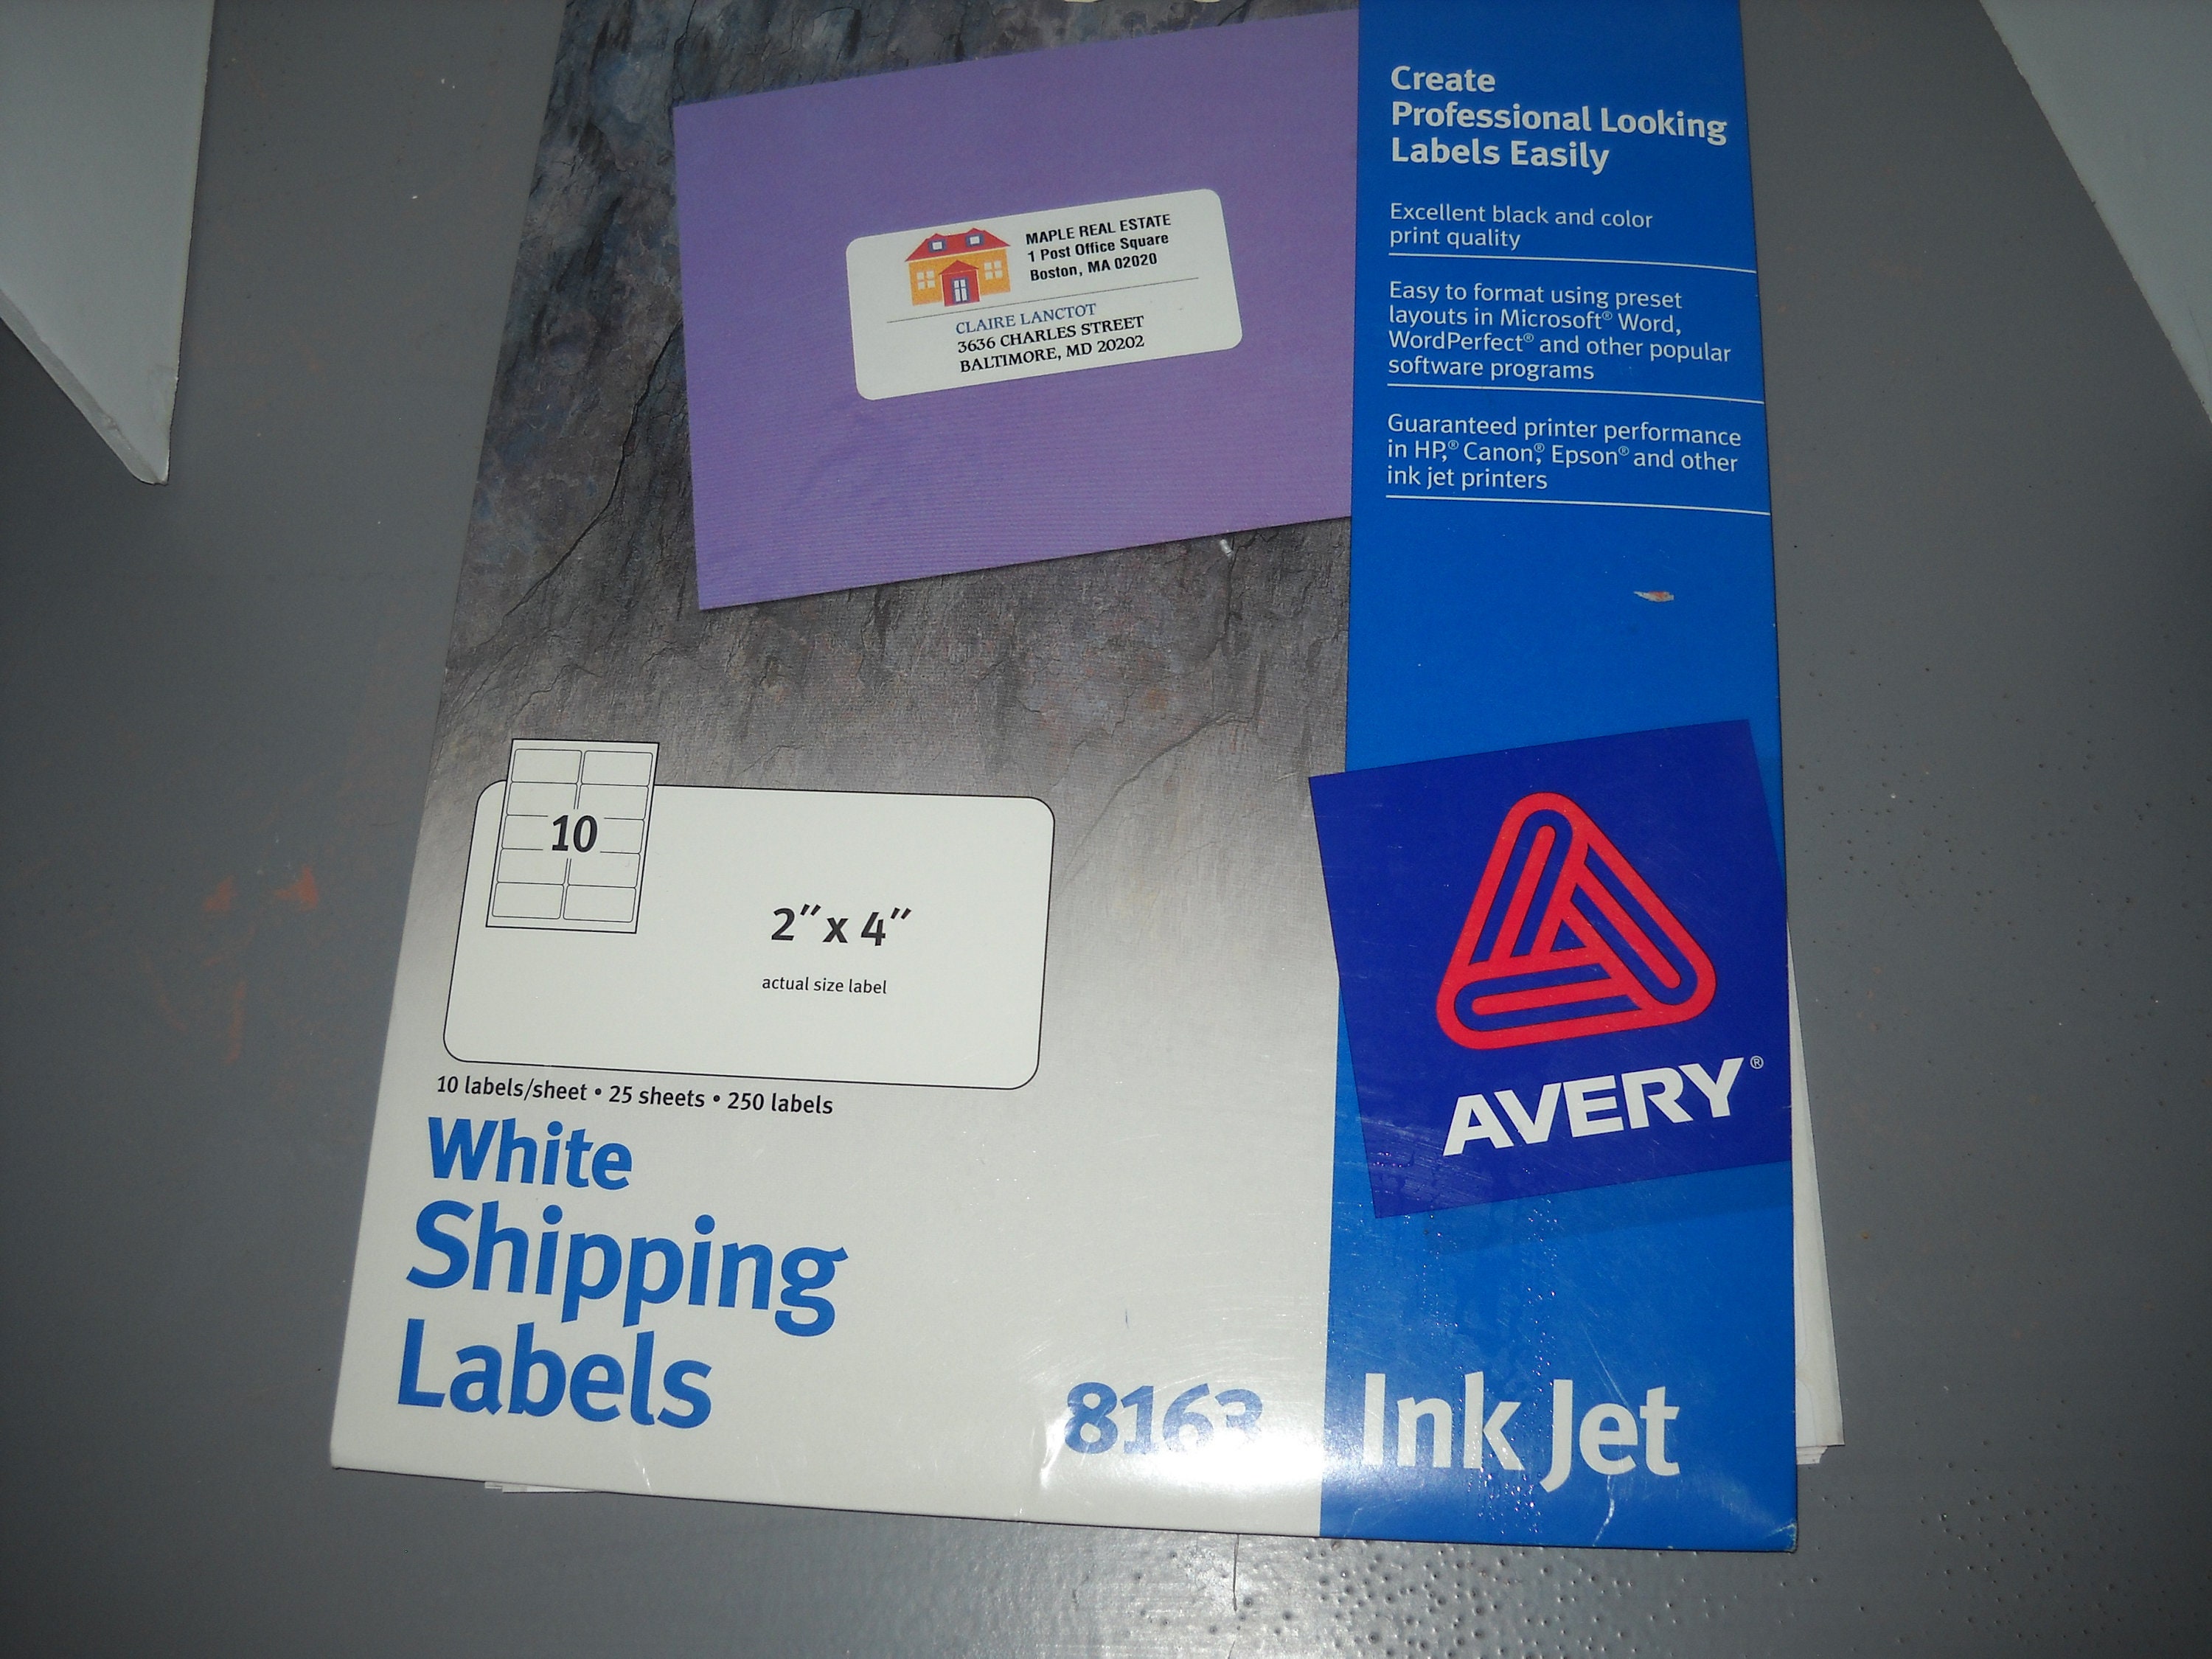 Create
Professional Looking
Labels Easily
Excellent black and color
print quality
Easy to format using preset
layouts in Microsoft® Word,
WordPerfect® and other popular
software programs
Guaranteed printer performance
in HP,® Canon,® Epson® and other
ink jet printers
MAPLE REAL ESTATE
1 Post Office Square
Boston, MA 02020
CLAIRE LANCTOT
3636 CHARLES STREET
BALTIMORE, MD 20202
10
2" x 4"
actual size label
10 labels/sheet • 25 sheets • 250 labels
White
Shipping
Labels
8163
AVERY®
Ink Jet